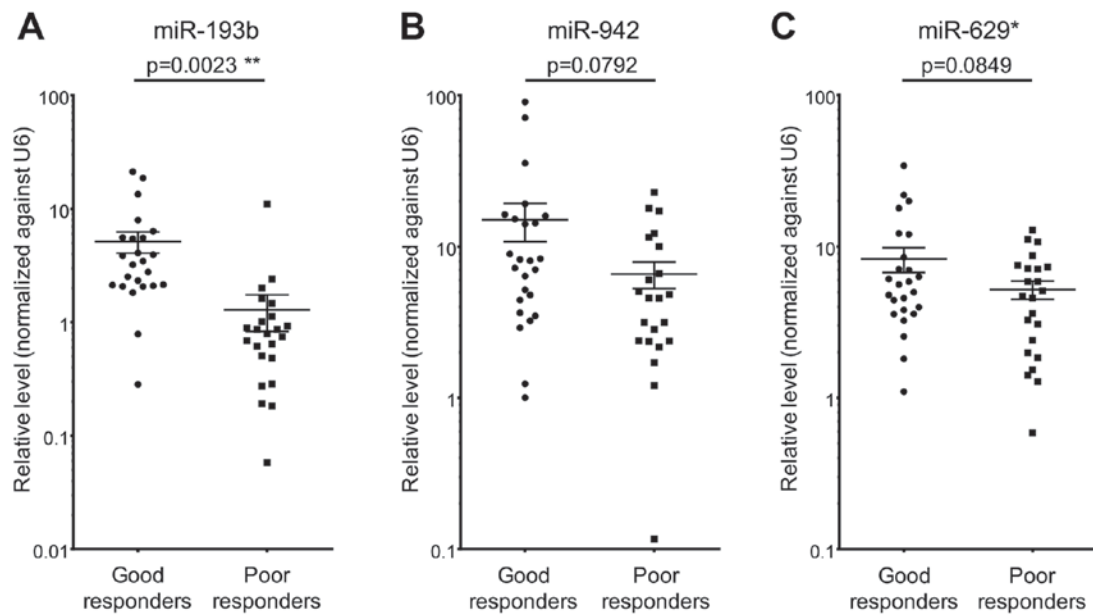 A
miR-193b
p=0.0023 **
Relative level (normalized against U6)
100
10
1
0.1
0.01
Good responders
Poor responders
B
miR-942
p=0.0792
Relative level (normalized against U6)
100
10
1
0.1
Good responders
Poor responders
C
miR-629*
p=0.0849
Relative level (normalized against U6)
100
10
1
0.1
Good responders
Poor responders